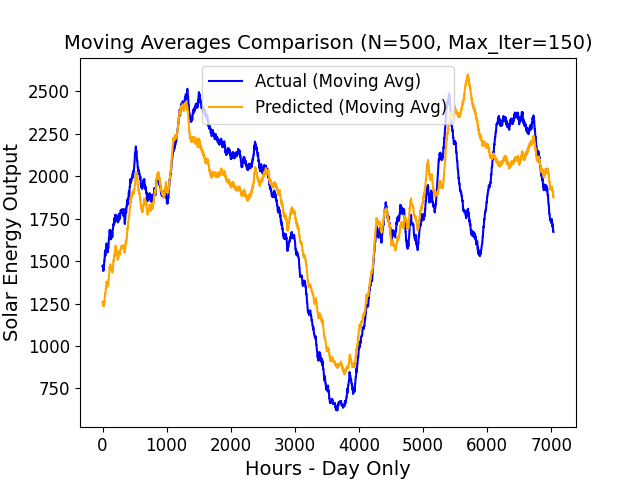 Moving Averages Comparison (N=500, Max_Iter=150)
Actual (Moving Avg)
Predicted (Moving Avg)
Solar Energy Output
2500
2250
2000
1750
1500
1250
1000
750
0 1000 2000 3000 4000 5000 6000 7000
Hours - Day Only